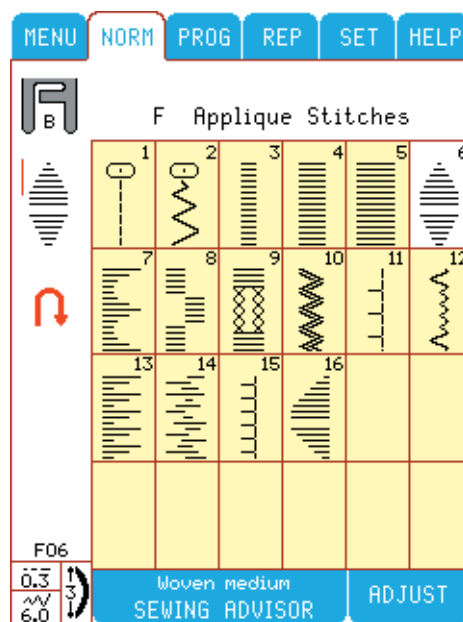 MENU NORM PROG REP SET HELP
B
F Applique Stitches
1 2 3 4 5 6
7 8 9 10 11 12
13 14 15 16
F06
0.3 3
6.0
Woven medium
SEWING ADVISOR
ADJUST